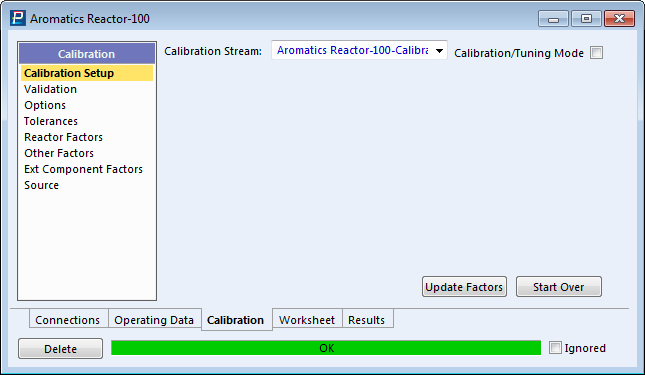 Aromatics Reactor-100
Calibration
Calibration Setup
Validation
Options
Tolerances
Reactor Factors
Other Factors
Ext Component Factors
Source
Calibration Stream: Aromatics Reactor-100-Calibra Calibration/Tuning Mode
Update Factors Start Over
Connections Operating Data Calibration Worksheet Results
Delete OK Ignored